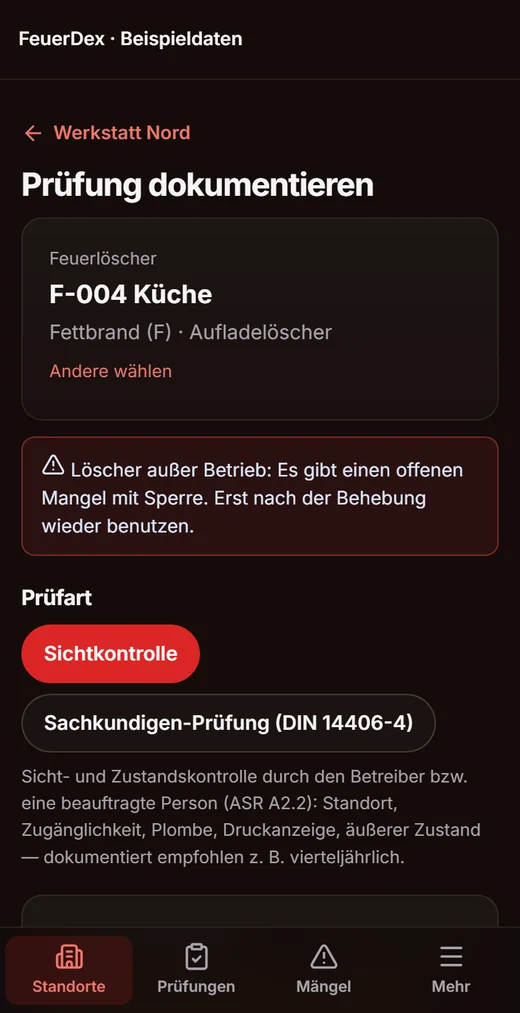 FeuerDex · Beispieldaten
← Werkstatt Nord
Prüfung dokumentieren
Feuerlöscher
F-004 Küche
Fettbrand (F) · Aufladelöscher
Andere wählen
Löscher außer Betrieb: Es gibt einen offenen
Mangel mit Sperre. Erst nach der Behebung
wieder benutzen.
Prüfart
Sichtkontrolle
Sachkundigen-Prüfung (DIN 14406-4)
Sicht- und Zustandskontrolle durch den Betreiber bzw.
eine beauftragte Person (ASR A2.2): Standort,
Zugänglichkeit, Plombe, Druckanzeige, äußerer Zustand
— dokumentiert empfohlen z. B. vierteljährlich.
Standorte
Prüfungen
Mängel
Mehr